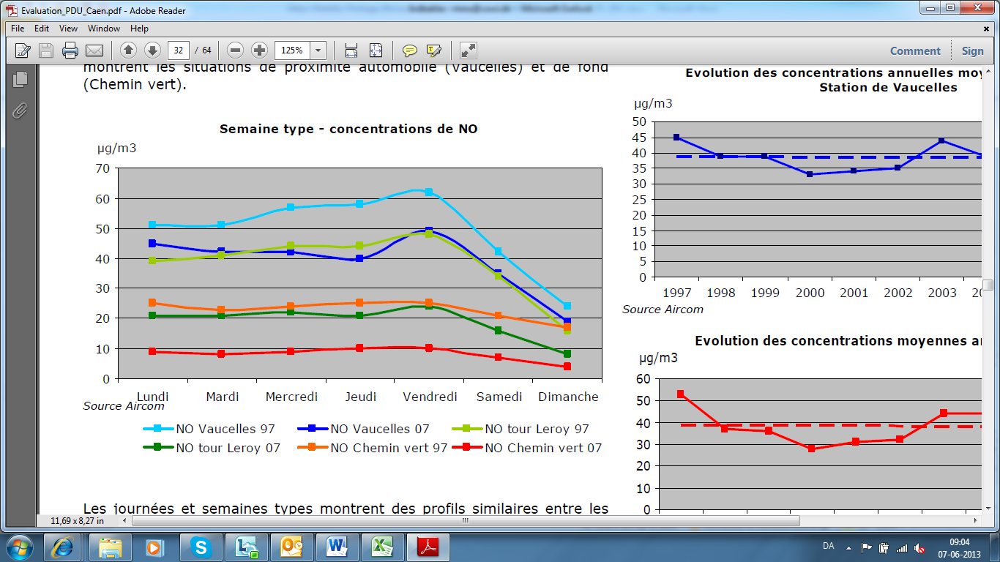 Evaluation_PDU_Caen.pdf - Adobe Reader
File Edit View Window Help
32 / 64 125%
Comment Sign
montrent les situations de proximité automobile (Vaucelles) et de fond
(Chemin vert).
Semaine type - concentrations de NO
µg/m3
70
60
50
40
30
20
10
0
Lundi Mardi Mercredi Jeudi Vendredi Samedi Dimanche
Source Aircom
NO Vaucelles 97 NO Vaucelles 07 NO tour Leroy 97
NO tour Leroy 07 NO Chemin vert 97 NO Chemin vert 07
Les journées et semaines types montrent des profils similaires entre les
Evolution des concentrations annuelles moy
Station de Vaucelles
µg/m3
50
45
40
35
30
25
20
15
10
5
0
1997 1998 1999 2000 2001 2002 2003 20
Source Aircom
Evolution des concentrations moyennes an
µg/m3
60
50
40
30
20
10
0
11,69 x 8,27 in
DA
09:04
07-06-2013